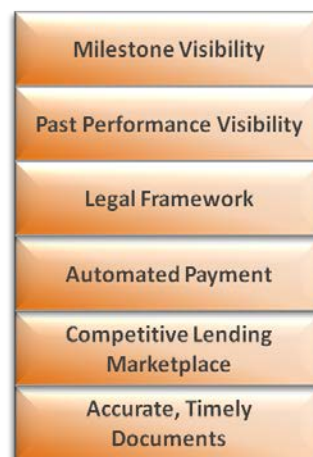 Milestone Visibility
Past Performance Visibility
Legal Framework
Automated Payment
Competitive Lending
Marketplace
Accurate, Timely
Documents